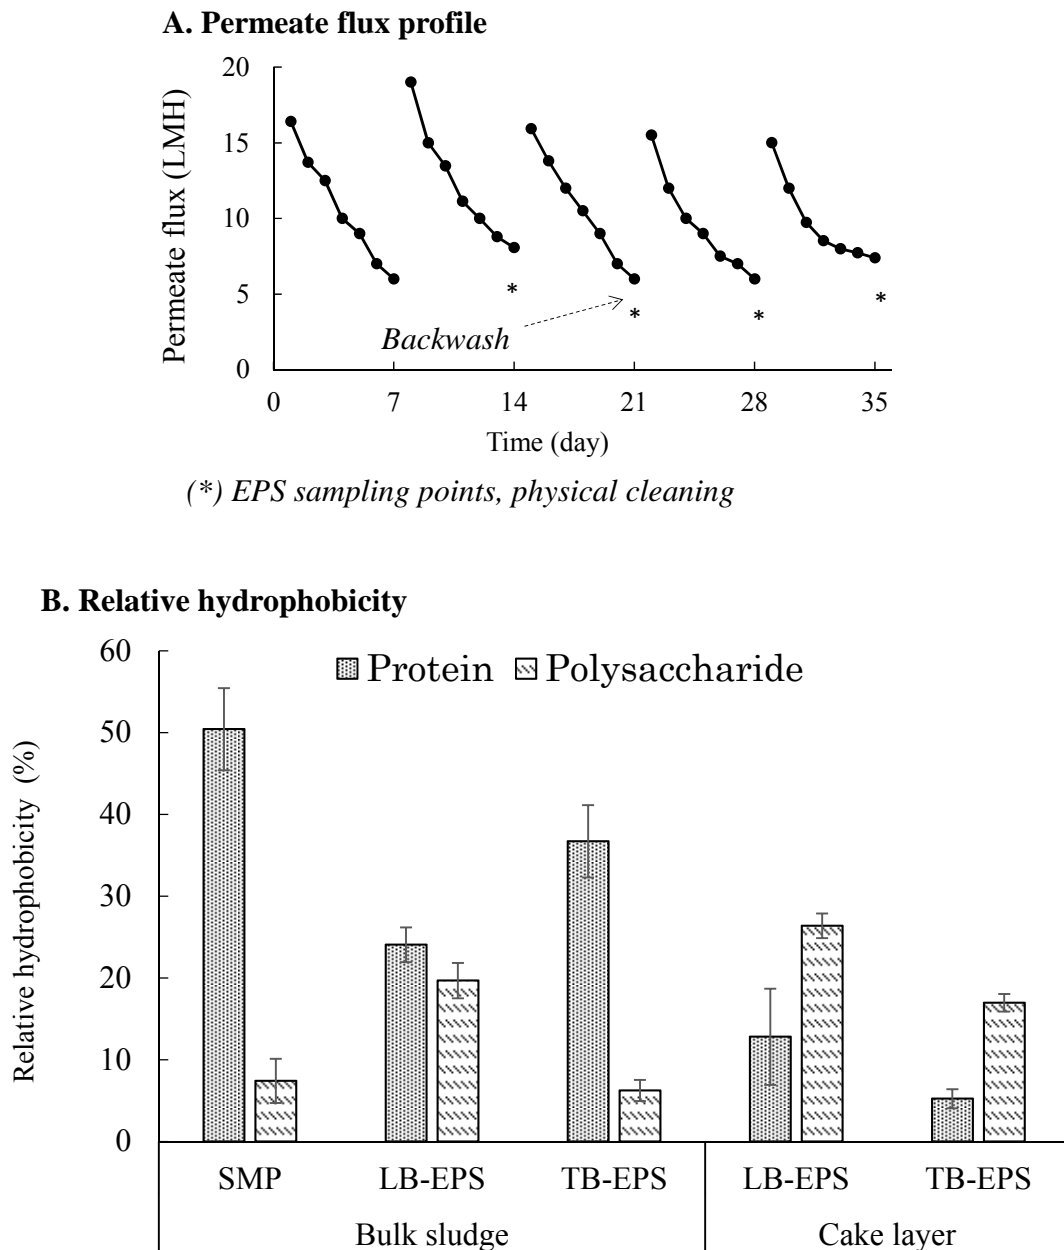 A. Permeate flux profile
20
15
10
5
0
Permeate flux (LMH)
*
*
*
*
Backwash
0 7 14 21 28 35
Time (day)
(*) EPS sampling points, physical cleaning
B. Relative hydrophobicity
60
50
40
30
20
10
0
Relative hydrophobicity (%)
Protein Polysaccharide
SMP LB-EPS TB-EPS LB-EPS TB-EPS
Bulk sludge Cake layer